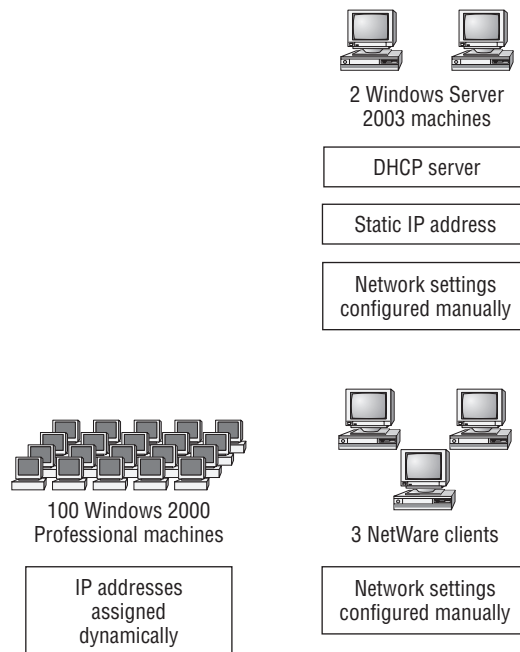 2 Windows Server
2003 machines
DHCP server
Static IP address
Network settings
configured manually
100 Windows 2000
Professional machines
IP addresses
assigned
dynamically
3 NetWare clients
Network settings
configured manually